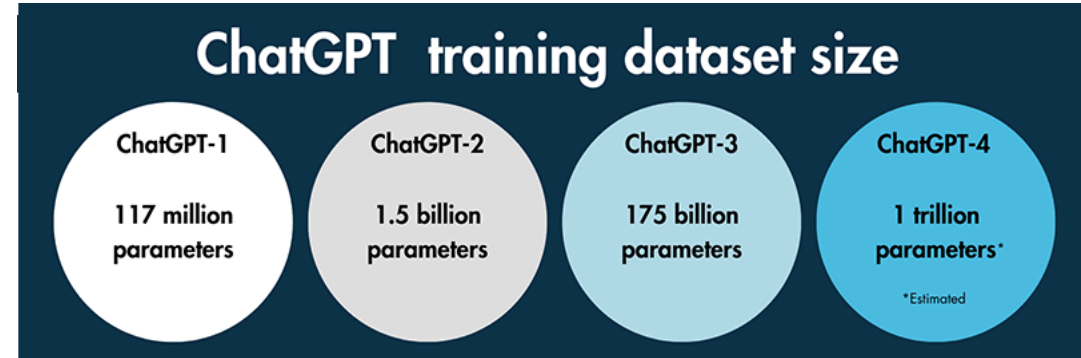 ChatGPT training dataset size
ChatGPT-1
117 million
parameters
ChatGPT-2
1.5 billion
parameters
ChatGPT-3
175 billion
parameters
ChatGPT-4
1 trillion
parameters*
*Estimated